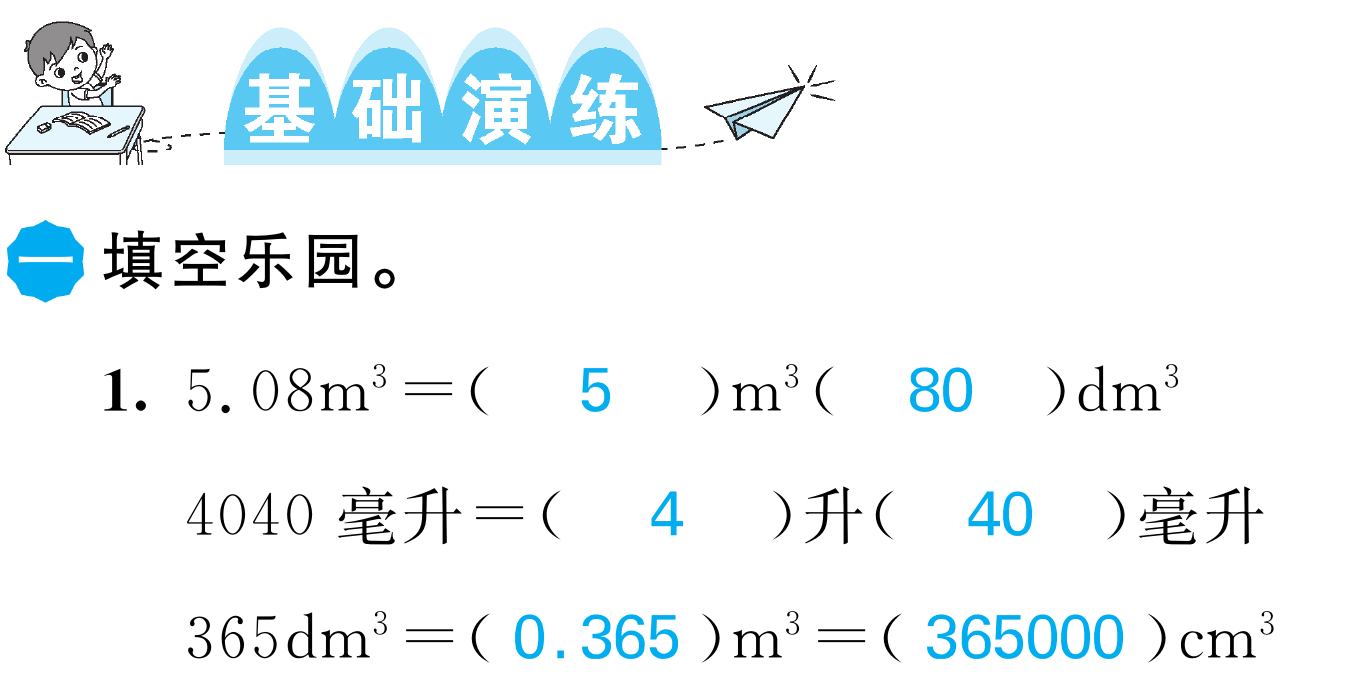 基础演练
一 填空乐园。
1. 5.08m³=( 5 )m³( 80 )dm³
4040 毫升=( 4 )升( 40 )毫升
365dm³=( 0.365 )m³=( 365000 )cm³